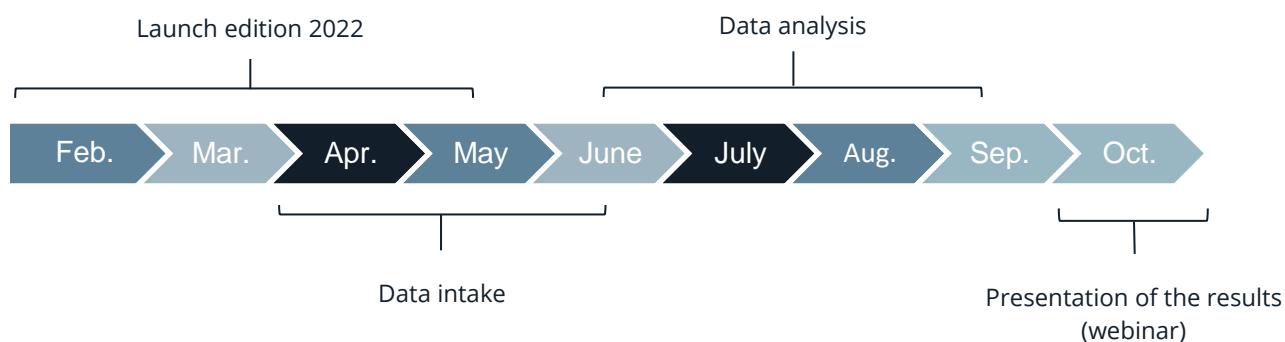 Launch edition 2022
Data analysis
Feb.
Mar.
Apr.
May
June
July
Aug.
Sep.
Oct.
Data intake
Presentation of the results
(webinar)